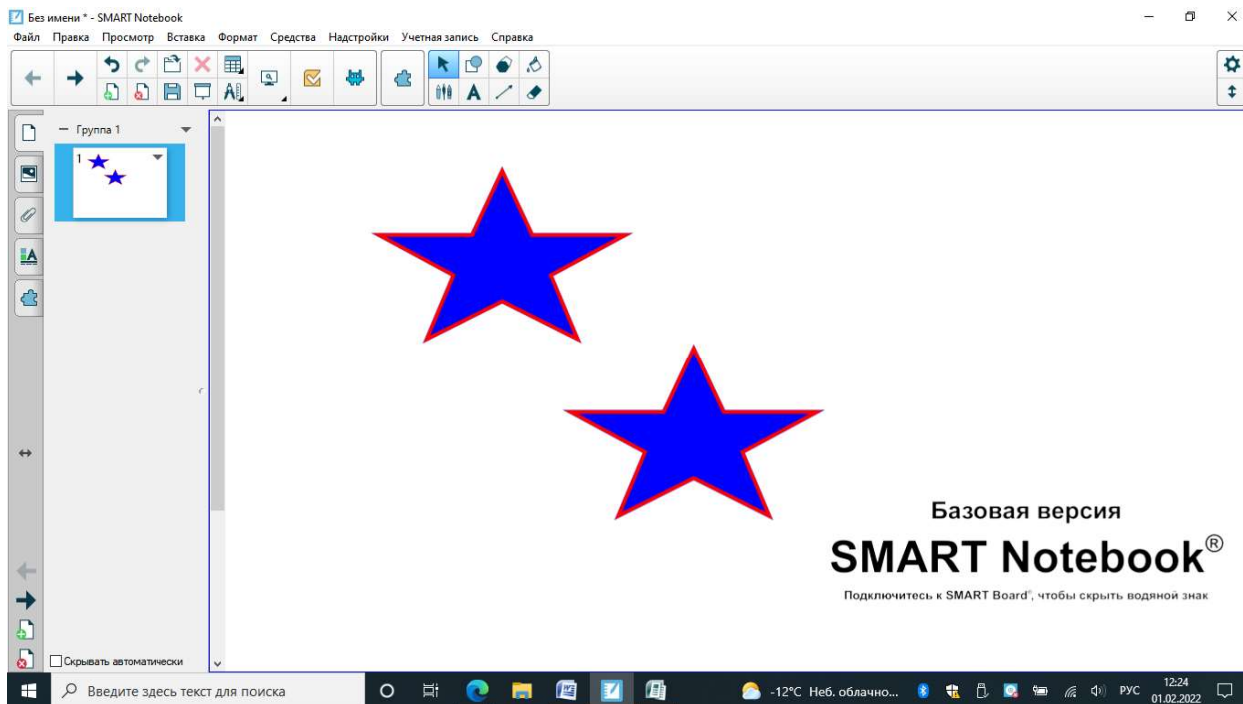 Без имени * - SMART Notebook
Файл Правка Просмотр Вставка Формат Средства Надстройки Учетная запись Справка
Группа 1
1
Базовая версия
SMART Notebook®
Подключитесь к SMART Board®, чтобы скрыть водяной знак
Скрывать автоматически
Введите здесь текст для поиска
-12°C Неб. облачно...
РУС
12:24
01.02.2022